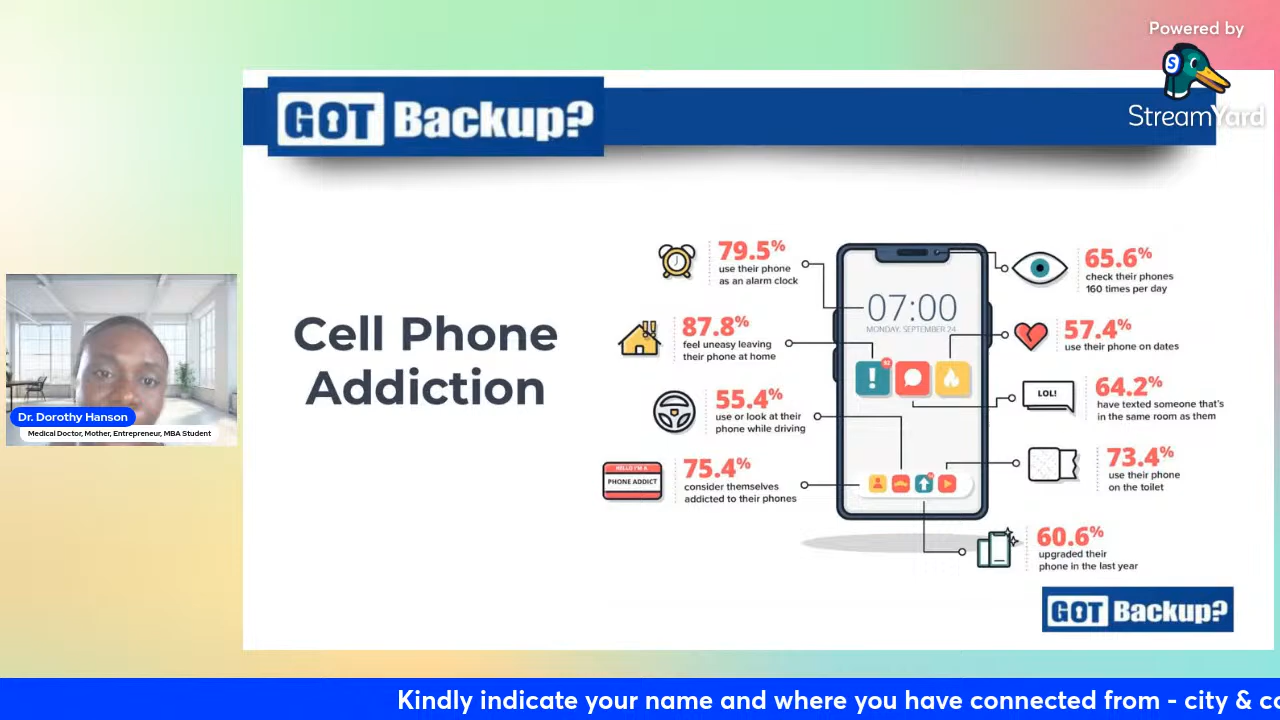 Powered by
StreamYard
GOT Backup?
Cell Phone
Addiction
79.5%
use their phone
as an alarm clock
87.8%
feel uneasy leaving
their phone at home
55.4%
use or look at their
phone while driving
HELLO I'M A
PHONE ADDICT
75.4%
consider themselves
addicted to their phones
07:00
MONDAY, SEPTEMBER 24
65.6%
check their phones
160 times per day
57.4%
use their phone on dates
LOL!
64.2%
have texted someone that's
in the same room as them
73.4%
use their phone
on the toilet
60.6%
upgraded their
phone in the last year
GOT Backup?
Dr. Dorothy Hanson
Medical Doctor, Mother, Entrepreneur, MBA Student
Kindly indicate your name and where you have connected from - city & co